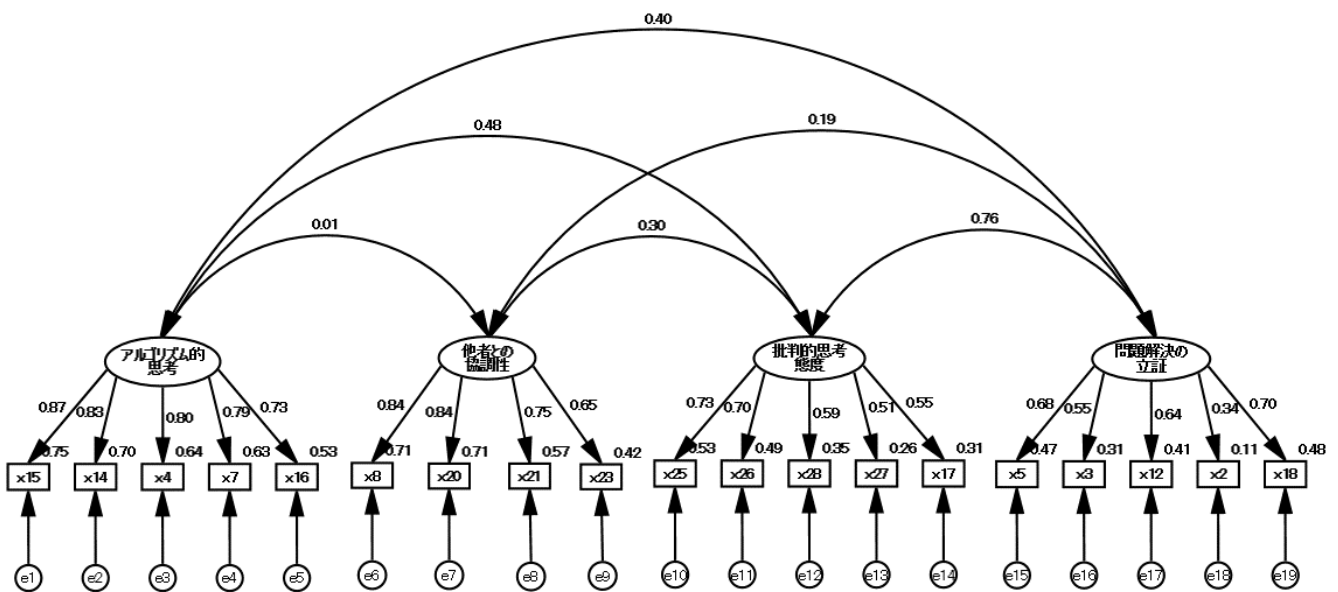 0.40
0.48
0.19
0.01
0.30
0.76
アルゴリズム的
思考
他者との
協調性
批判的思考
態度
問題解決の
立証
0.87 0.83 0.80 0.79 0.73
0.84 0.84 0.75 0.65
0.73 0.70 0.59 0.51 0.55
0.68 0.55 0.64 0.34 0.70
0.75 0.70 0.64 0.63 0.53
0.71 0.71 0.57 0.42
0.53 0.49 0.35 0.26 0.31
0.47 0.31 0.41 0.11 0.48
x15 x14 x4 x7 x16
x8 x20 x21 x23
x25 x26 x28 x27 x17
x5 x3 x12 x2 x18
e1 e2 e3 e4 e5
e6 e7 e8 e9
e10 e11 e12 e13 e14
e15 e16 e17 e18 e19